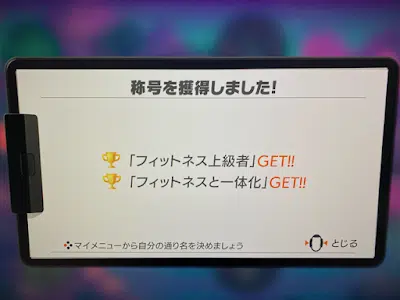 称号を獲得しました!
「フィットネス上級者」GET!!
「フィットネスと一体化」GET!!
マイメニューから自分の通り名を決めましょう
とじる